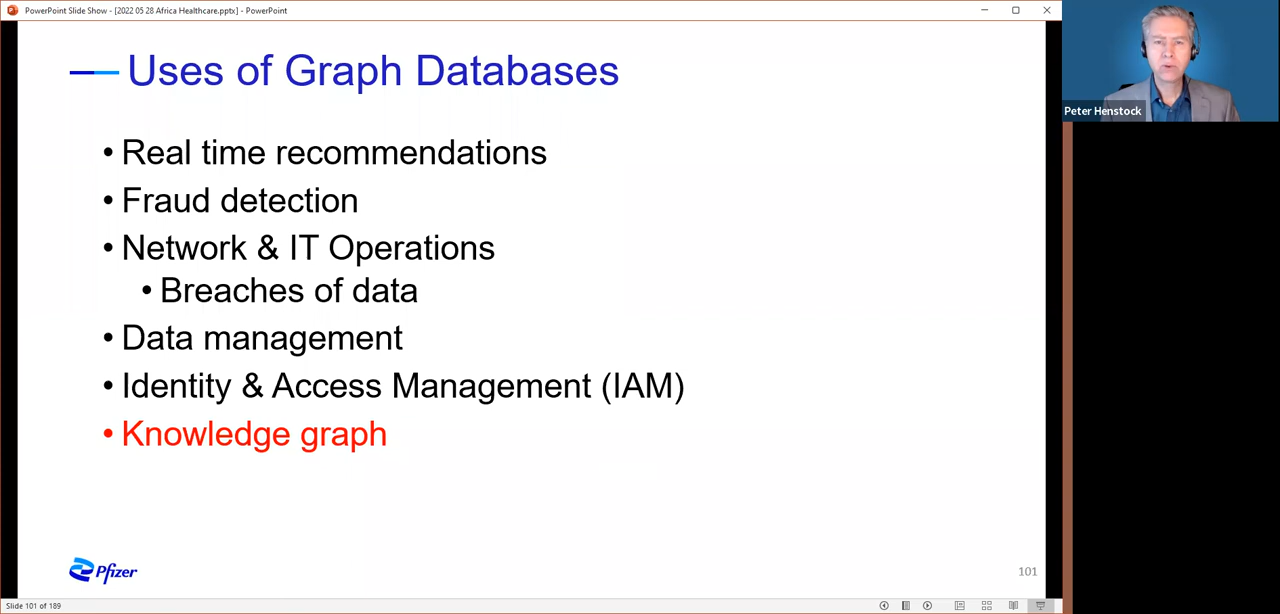 PowerPoint Slide Show - [2022 05 28 Africa Healthcare.pptx] - PowerPoint
Uses of Graph Databases
• Real time recommendations
• Fraud detection
• Network & IT Operations
• Breaches of data
• Data management
• Identity & Access Management (IAM)
• Knowledge graph
Pfizer
101
Slide 101 of 189
Peter Henstock